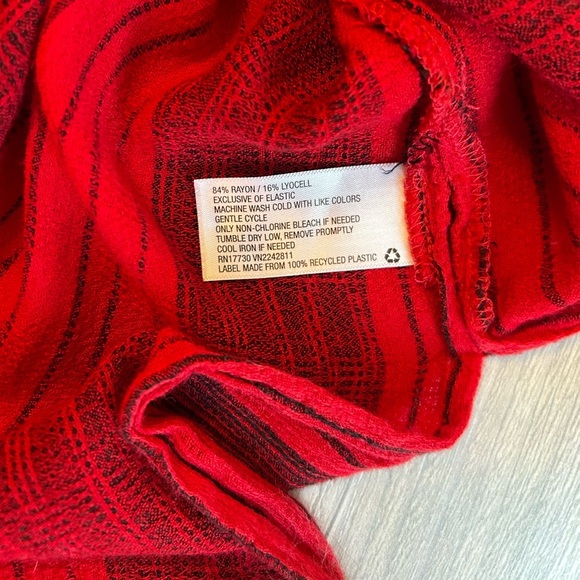 84% RAYON / 16% LYOCELL
EXCLUSIVE OF ELASTIC
MACHINE WASH COLD WITH LIKE COLORS
GENTLE CYCLE
ONLY NON-CHLORINE BLEACH IF NEEDED
TUMBLE DRY LOW, REMOVE PROMPTLY
COOL IRON IF NEEDED
RN17730 VN2242811
LABEL MADE FROM 100% RECYCLED PLASTIC